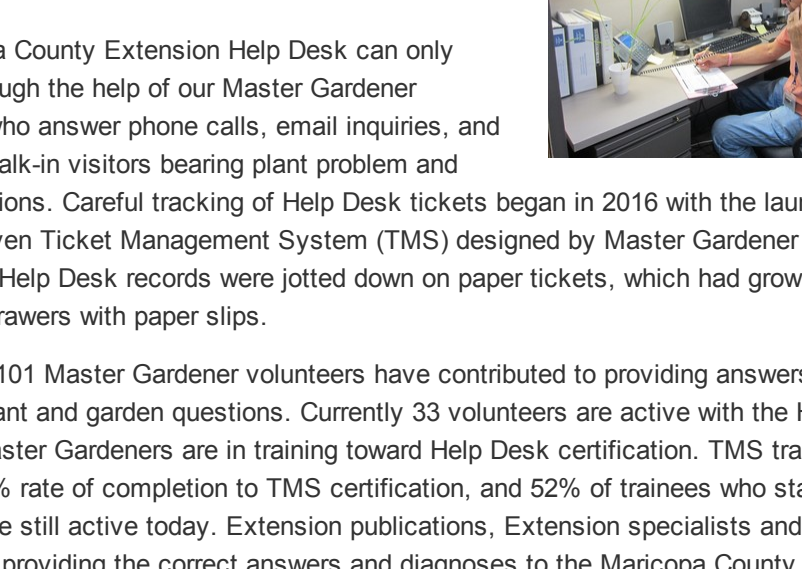 a County Extension Help Desk can only
ugh the help of our Master Gardener
who answer phone calls, email inquiries, and
alk-in visitors bearing plant problem and
ions. Careful tracking of Help Desk tickets began in 2016 with the laun
ven Ticket Management System (TMS) designed by Master Gardener
Help Desk records were jotted down on paper tickets, which had grow
rawers with paper slips.
101 Master Gardener volunteers have contributed to providing answers
ant and garden questions. Currently 33 volunteers are active with the H
aster Gardeners are in training toward Help Desk certification. TMS tra
% rate of completion to TMS certification, and 52% of trainees who sta
e still active today. Extension publications, Extension specialists and
providing the correct answers and diagnoses to the Maricopa County